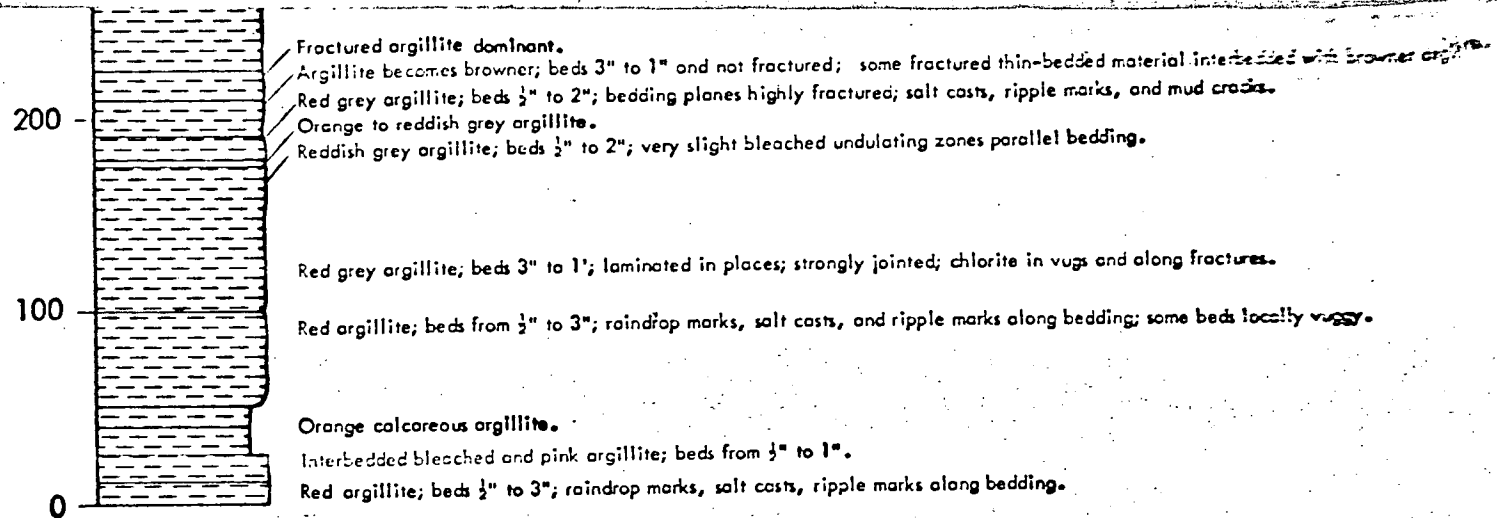 Fractured argillite dominant.
Argillite becomes browner; beds 3" to 1" and not fractured; some fractured thin-bedded material interbedded with browner argillite.
Red grey argillite; beds ½" to 2"; bedding planes highly fractured; salt casts, ripple marks, and mud cracks.
200
Orange to reddish grey argillite.
Reddish grey argillite; beds ½" to 2"; very slight bleached undulating zones parallel bedding.
Red grey argillite; beds 3" to 1'; laminated in places; strongly jointed; chlorite in vugs and along fractures.
100
Red argillite; beds from ½" to 3"; raindrop marks, salt casts, and ripple marks along bedding; some beds locally vuggy.
Orange calcareous argillite.
Interbedded bleached and pink argillite; beds from ½" to 1".
Red argillite; beds ½" to 3"; raindrop marks, salt casts, ripple marks along bedding.
0